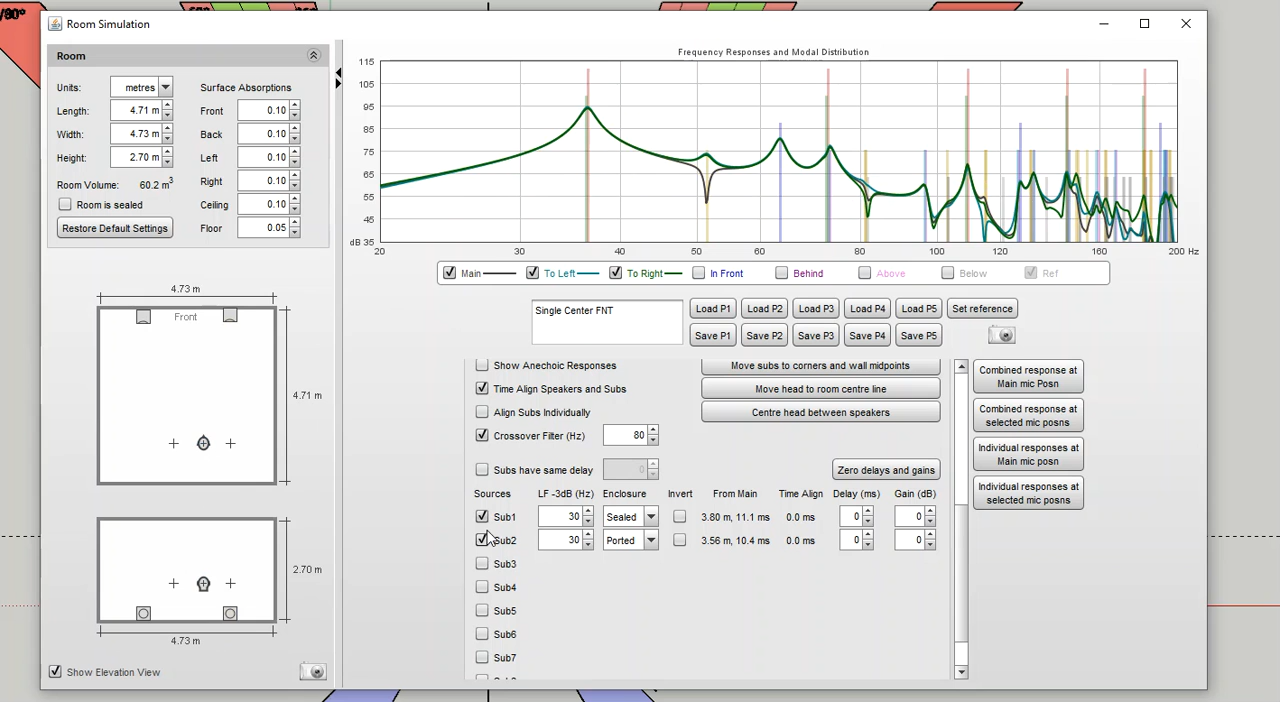 /80°
Room Simulation
Room
Units: metres
Length: 4.71 m
Width: 4.73 m
Height: 2.70 m
Room Volume: 60.2 m³
Room is sealed
Restore Default Settings
Surface Absorptions
Front 0.10
Back 0.10
Left 0.10
Right 0.10
Ceiling 0.10
Floor 0.05
4.73 m
Front
4.71 m
2.70 m
4.73 m
Show Elevation View
Frequency Responses and Modal Distribution
115
105
95
85
75
65
55
45
dB 35
20 30 40 50 60 80 100 120 160 200 Hz
Main To Left To Right In Front Behind Above Below Ref
Single Center FNT
Load P1 Load P2 Load P3 Load P4 Load P5 Set reference
Save P1 Save P2 Save P3 Save P4 Save P5
Show Anechoic Responses
Time Align Speakers and Subs
Align Subs Individually
Crossover Filter (Hz) 80
Subs have same delay 0
Move subs to corners and wall midpoints
Move head to room centre line
Centre head between speakers
Zero delays and gains
Sources LF -3dB (Hz) Enclosure Invert From Main Time Align Delay (ms) Gain (dB)
Sub1 30 Sealed 3.80 m, 11.1 ms 0.0 ms 0 0
Sub2 30 Ported 3.56 m, 10.4 ms 0.0 ms 0 0
Sub3
Sub4
Sub5
Sub6
Sub7
Combined response at
Main mic Posn
Combined response at
selected mic posns
Individual responses at
Main mic posn
Individual responses at
selected mic posns